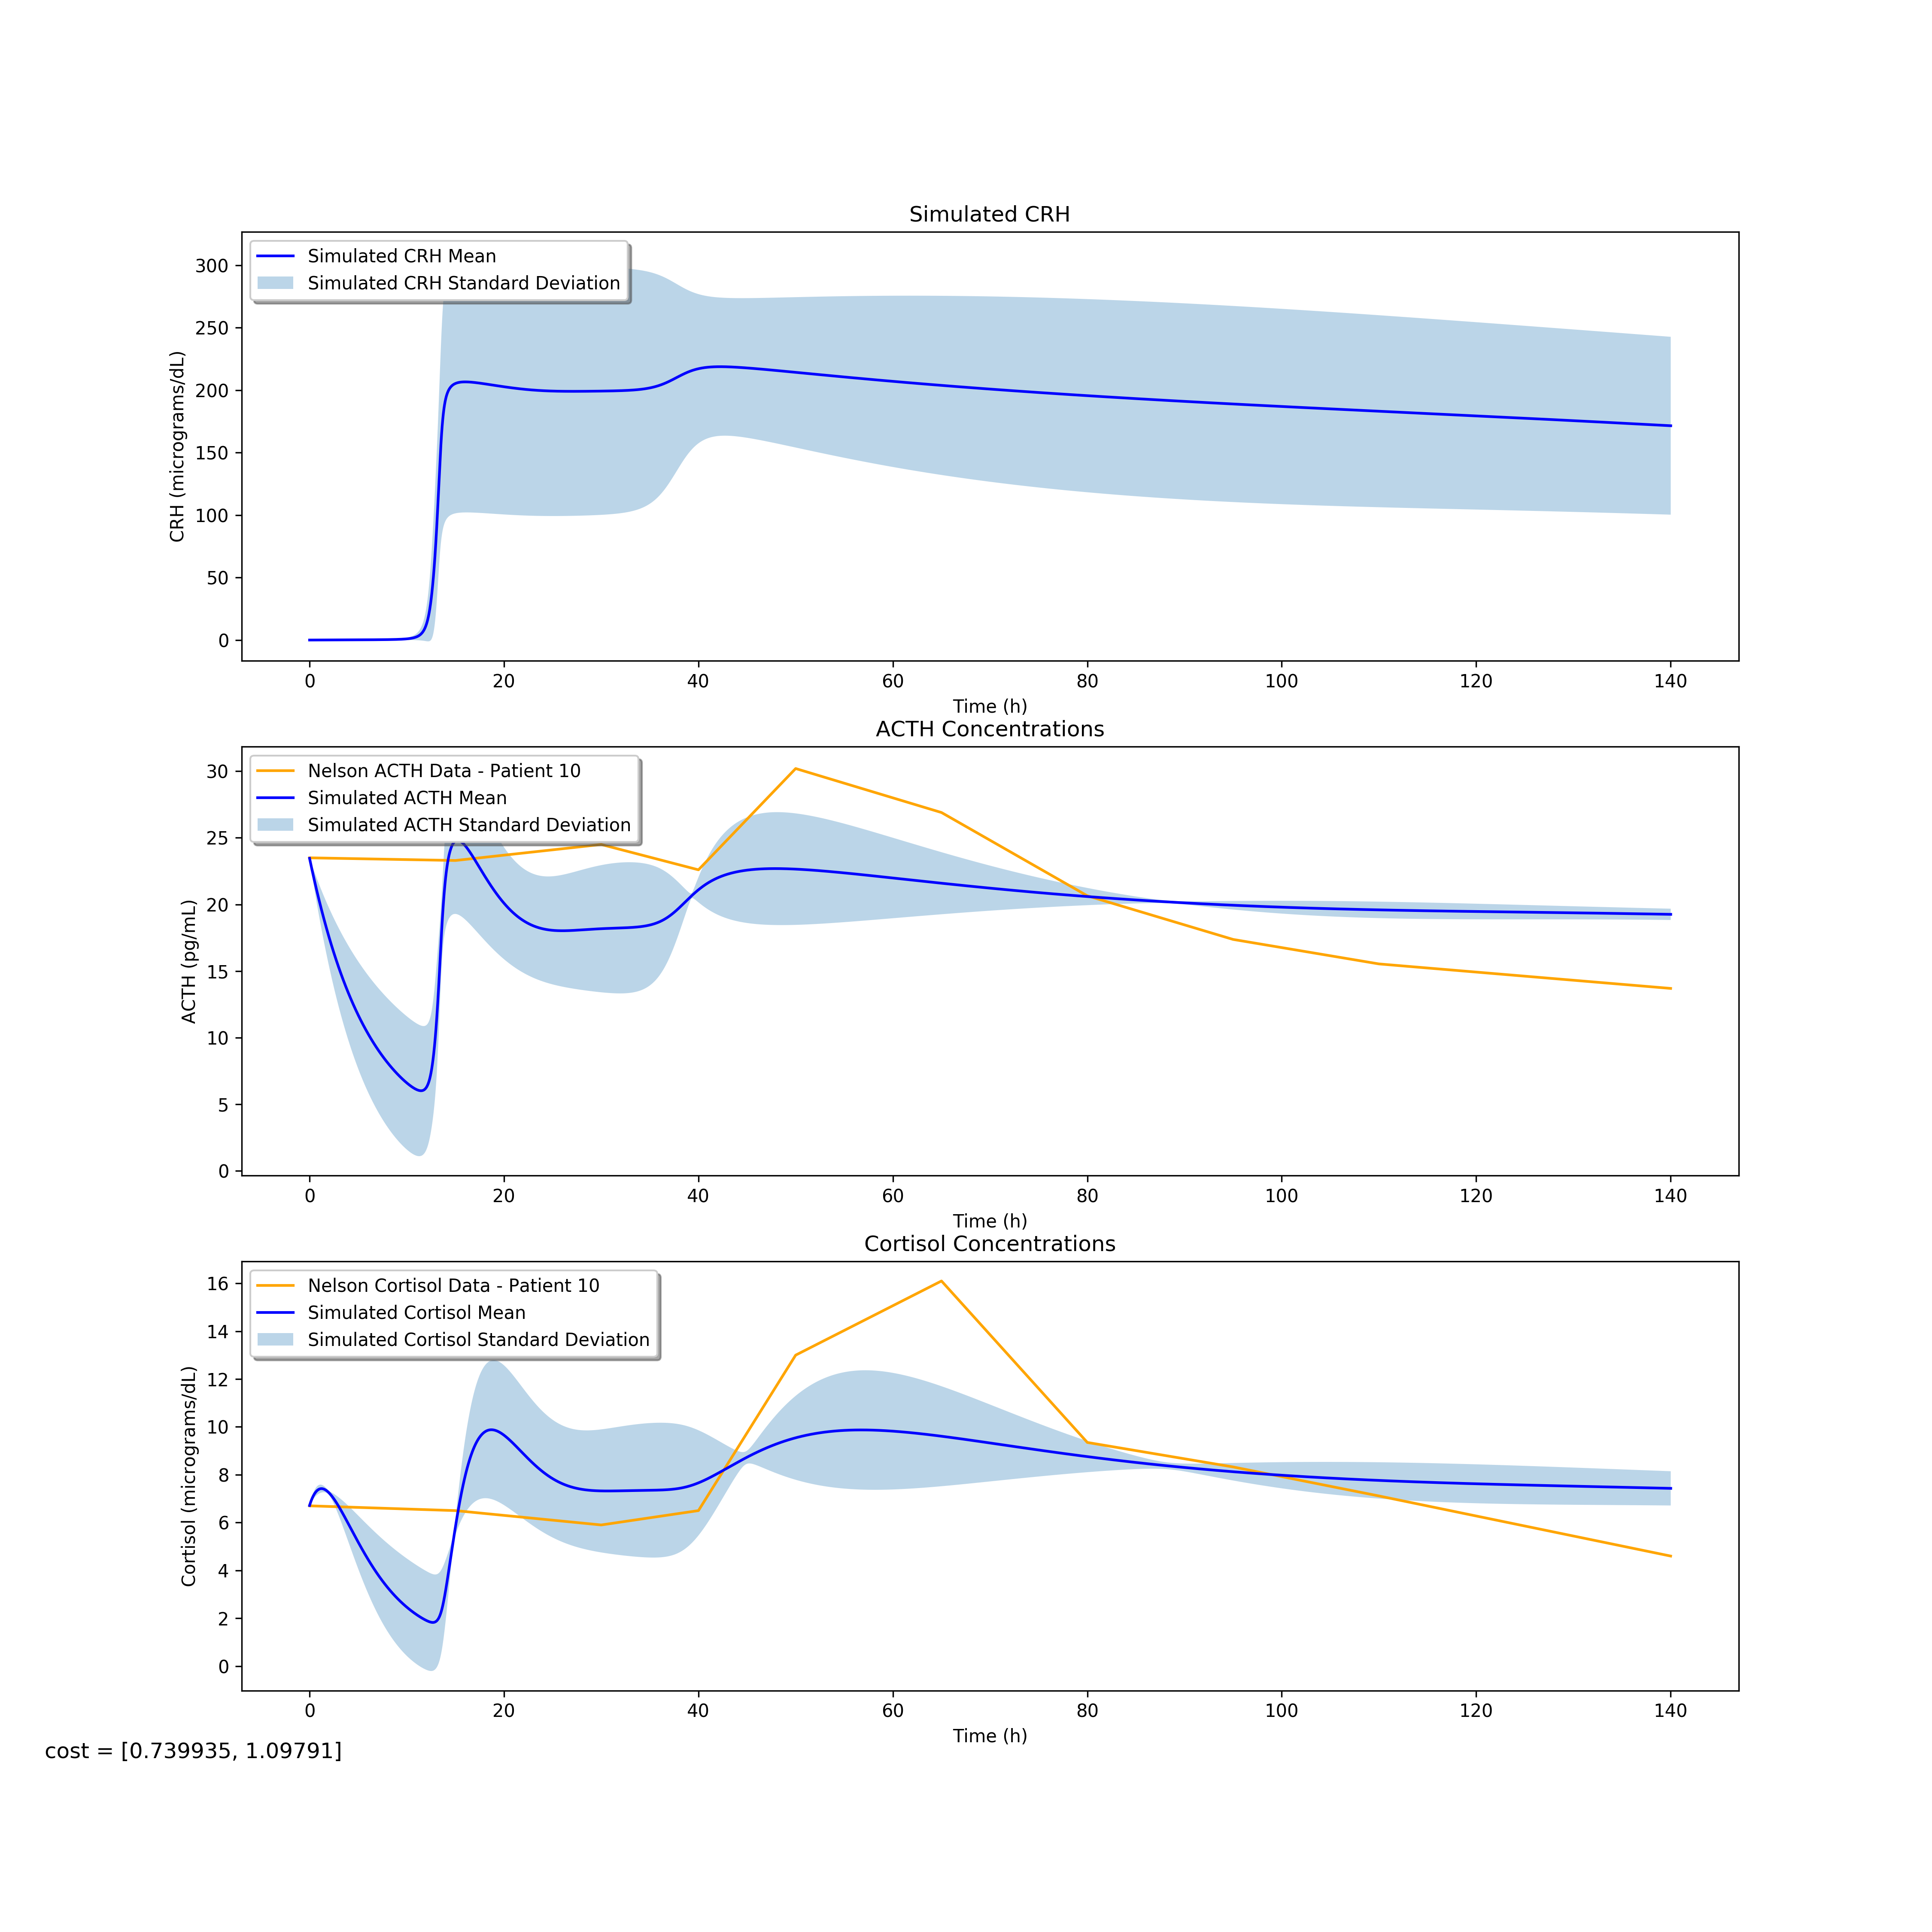 Simulated CRH
Simulated CRH Mean
Simulated CRH Standard Deviation
300
250
200
150
100
50
0
CRH (micrograms/dL)
0 20 40 60 80 100 120 140
Time (h)
ACTH Concentrations
Nelson ACTH Data - Patient 10
Simulated ACTH Mean
Simulated ACTH Standard Deviation
30
25
20
15
10
5
0
ACTH (pg/mL)
0 20 40 60 80 100 120 140
Time (h)
Cortisol Concentrations
Nelson Cortisol Data - Patient 10
Simulated Cortisol Mean
Simulated Cortisol Standard Deviation
16
14
12
10
8
6
4
2
0
Cortisol (micrograms/dL)
0 20 40 60 80 100 120 140
Time (h)
cost = [0.739935, 1.09791]